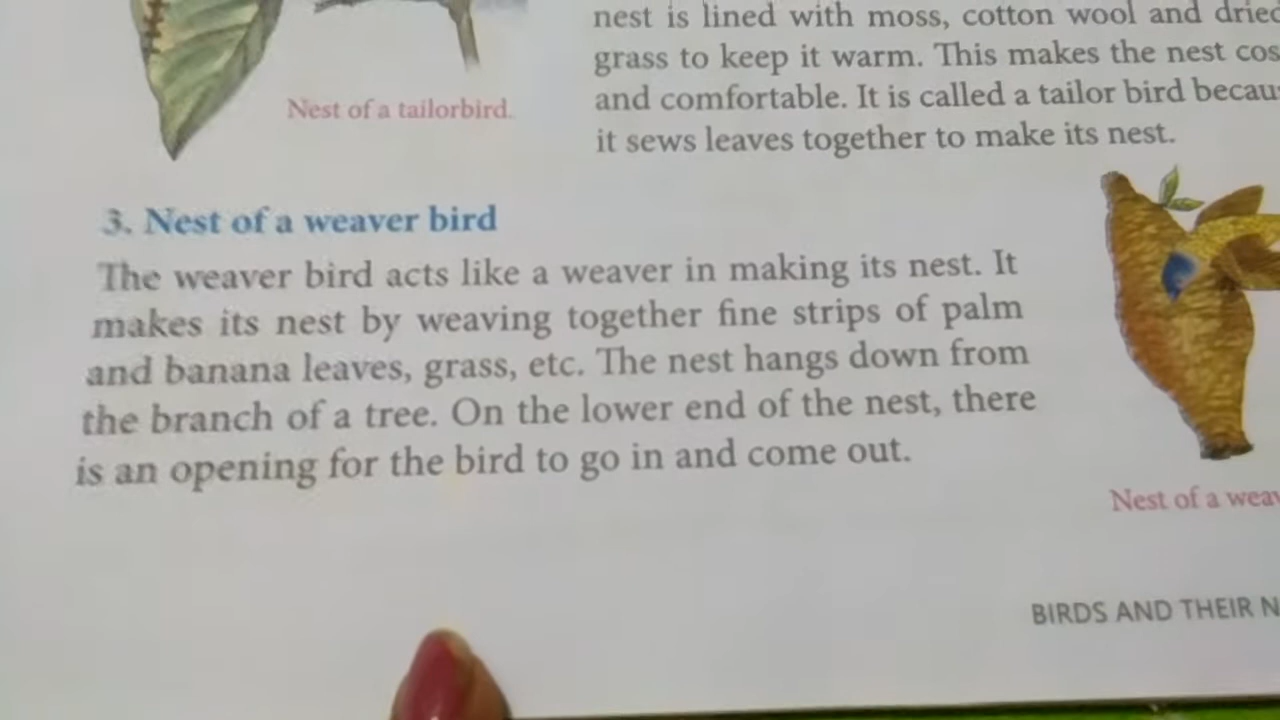 nest is lined with moss, cotton wool and dried
grass to keep it warm. This makes the nest
and comfortable. It is called a tailor bird
it sews leaves together to make its nest.
Nest of a tailorbird.
3. Nest of a weaver bird
The weaver bird acts like a weaver in making its nest. It
makes its nest by weaving together fine strips of palm
and banana leaves, grass, etc. The nest hangs down from
the branch of a tree. On the lower end of the nest, there
is an opening for the bird to go in and come out.
Nest of a
BIRDS AND THEIR